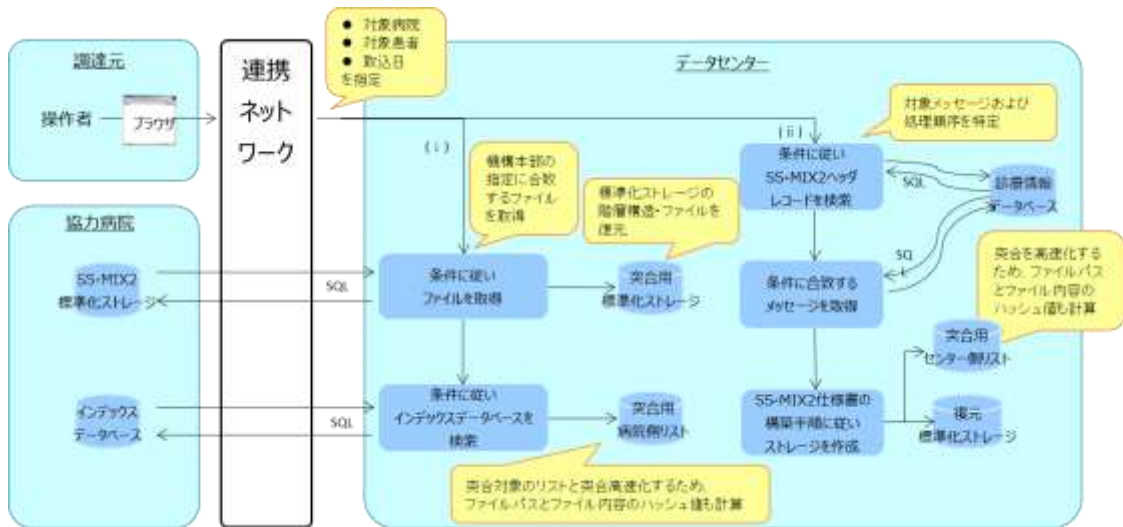 ● 対象病院
● 対象患者
● 取込日
を指定
調達元
操作者
ブラウザ
連携
ネット
ワーク
データセンター
(i)
(ii)
機構本部の
指定に合致
するファイル
を取得
標準化ストレージの
階層構造・ファイルを
復元
対象メッセージおよび
処理順序を特定
条件に従い
SS-MIX2ヘッダ
レコードを検索
SQL
診療情報
データベース
協力病院
SS-MIX2
標準化ストレージ
SQL
条件に従い
ファイルを取得
突合用
標準化ストレージ
条件に合致する
メッセージを取得
SQ
L
突合を高速化する
ため、ファイルパス
とファイル内容の
ハッシュ値も計算
突合用
センター側リスト
インデックス
データベース
SQL
条件に従い
インデックスデータベースを
検索
突合用
病院側リスト
SS-MIX2仕様書の
構築手順に従い
ストレージを作成
復元
標準化ストレージ
突合対象のリストと突合高速化するため、
ファイルパスとファイル内容のハッシュ値も計算